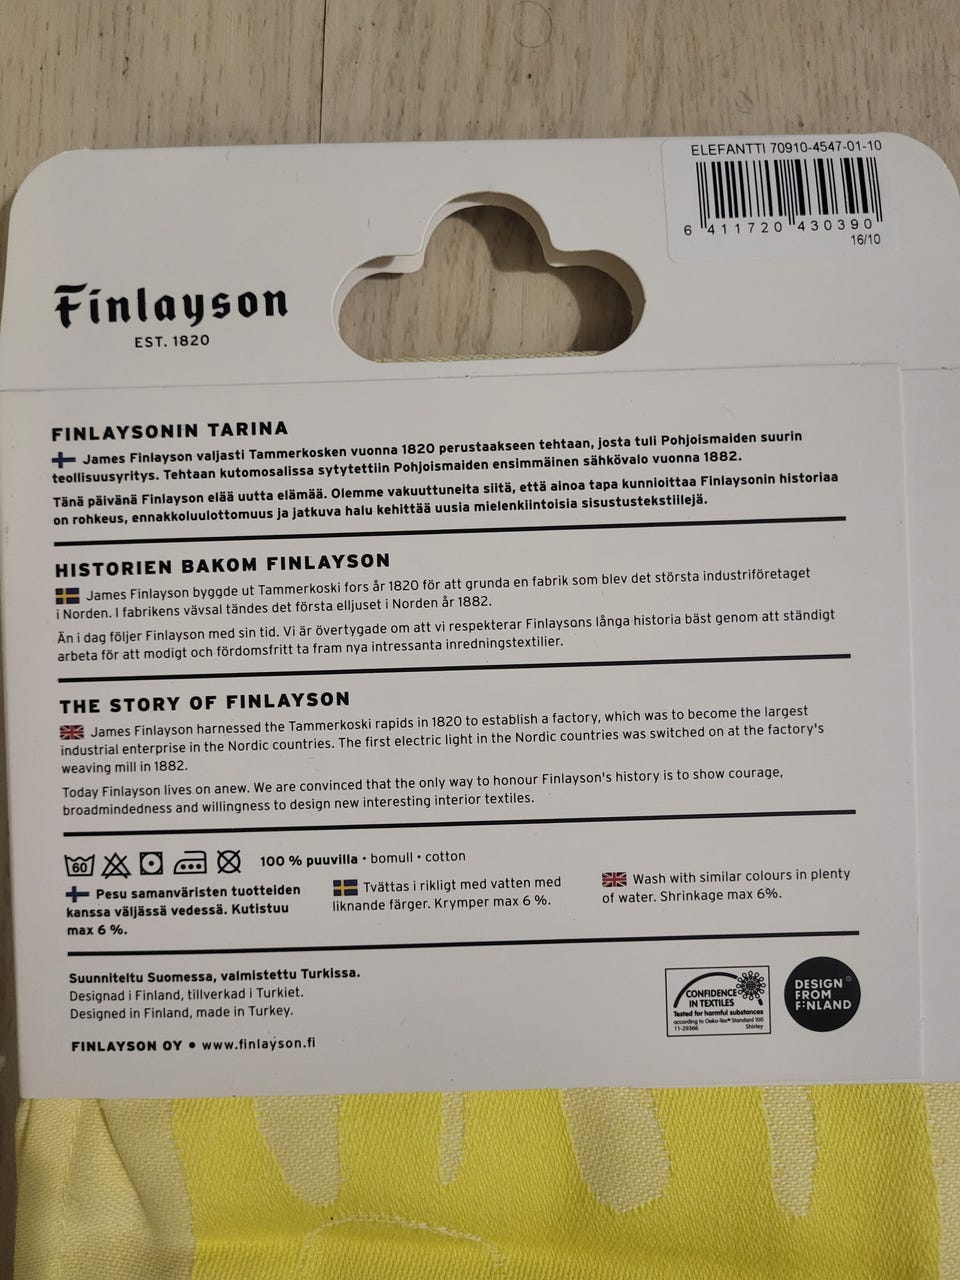 ELEFANTTI 70910-4547-01-10
6 411720 430390
16/10
Finlayson
EST. 1820
FINLAYSONIN TARINA
James Finlayson valjasti Tammerkosken vuonna 1820 perustaakseen tehtaan, josta tuli Pohjoismaiden suurin
teollisuusyritys. Tehtaan kutomosalissa sytytettiin Pohjoismaiden ensimmäinen sähkövalo vuonna 1882.
Tänä päivänä Finlayson elää uutta elämää. Olemme vakuuttuneita siitä, että ainoa tapa kunnioittaa Finlaysonin historiaa
on rohkeus, ennakkoluulottomuus ja jatkuva halu kehittää uusia mielenkiintoisia sisustustekstiilejä.
HISTORIEN BAKOM FINLAYSON
James Finlayson byggde ut Tammerkoski fors år 1820 för att grunda en fabrik som blev det största industriföretaget
i Norden. I fabrikens vävsal tändes det första elljuset i Norden år 1882.
Än i dag följer Finlayson med sin tid. Vi är övertygade om att vi respekterar Finlaysons långa historia bäst genom att ständigt
arbeta för att modigt och fördomsfritt ta fram nya intressanta inredningstextilier.
THE STORY OF FINLAYSON
James Finlayson harnessed the Tammerkoski rapids in 1820 to establish a factory, which was to become the largest
industrial enterprise in the Nordic countries. The first electric light in the Nordic countries was switched on at the factory's
weaving mill in 1882.
Today Finlayson lives on anew. We are convinced that the only way to honour Finlayson's history is to show courage,
broadmindedness and willingness to design new interesting interior textiles.
60
100 % puuvilla • bomull • cotton
Pesu samanväristen tuotteiden
kanssa väljässä vedessä. Kutistuu
max 6 %.
Tvättas i rikligt med vatten med
liknande färger. Krymper max 6 %.
Wash with similar colours in plenty
of water. Shrinkage max 6%.
Suunniteltu Suomessa, valmistettu Turkissa.
Designad i Finland, tillverkad i Turkiet.
Designed in Finland, made in Turkey.
FINLAYSON OY • www.finlayson.fi
CONFIDENCE
IN TEXTILES
Tested for harmful substances
according to Oeko-Tex® Standard 100
11-29366 Shirley
DESIGN
FROM
FINLAND